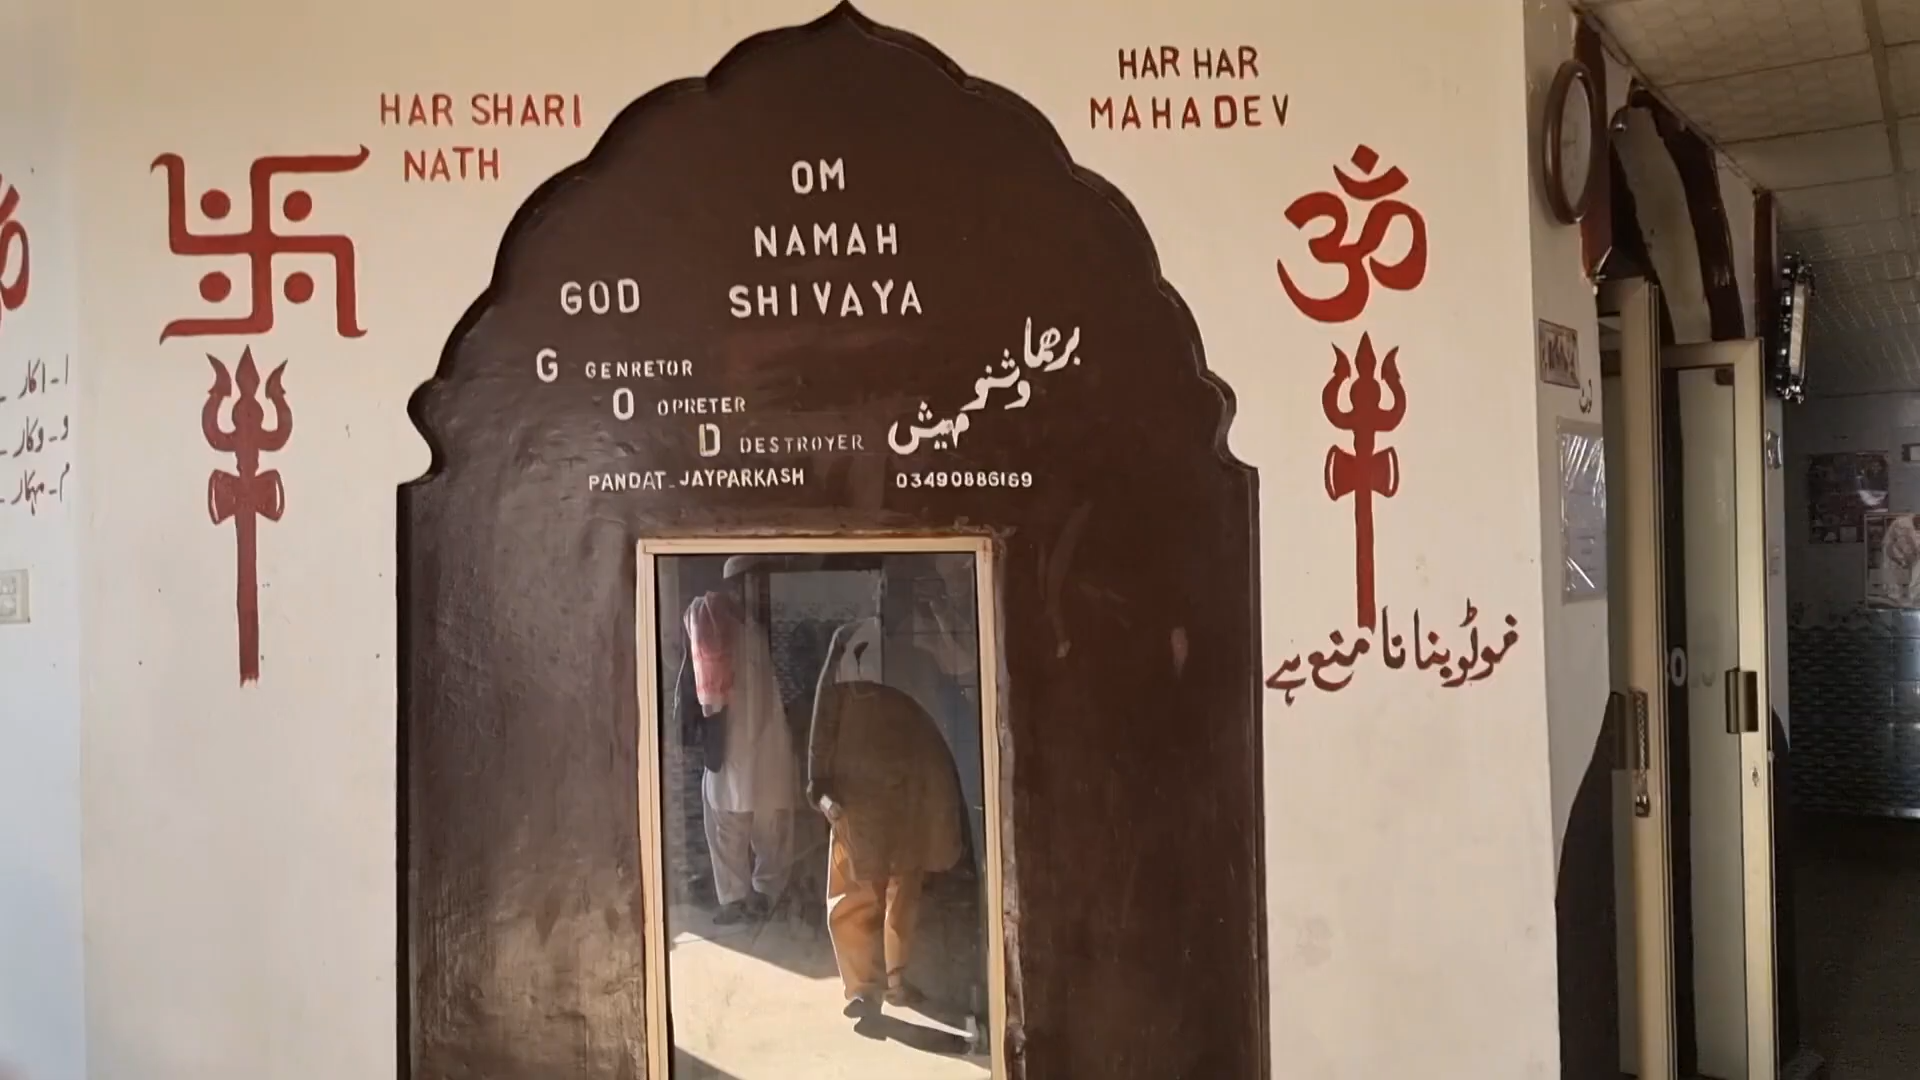 HAR SHARI
NATH
HAR HAR
MAHADEV
ॐ
OM
NAMAH
SHIVAYA
GOD
G GENRETOR
O OPRETER
D DESTROYER
برھما
وشنو
مہیش
PANDAT_JAYPARKASH 03490886169
ا-اکار
و-وکار
م-مہکار
فوٹو بنانا منع ہے